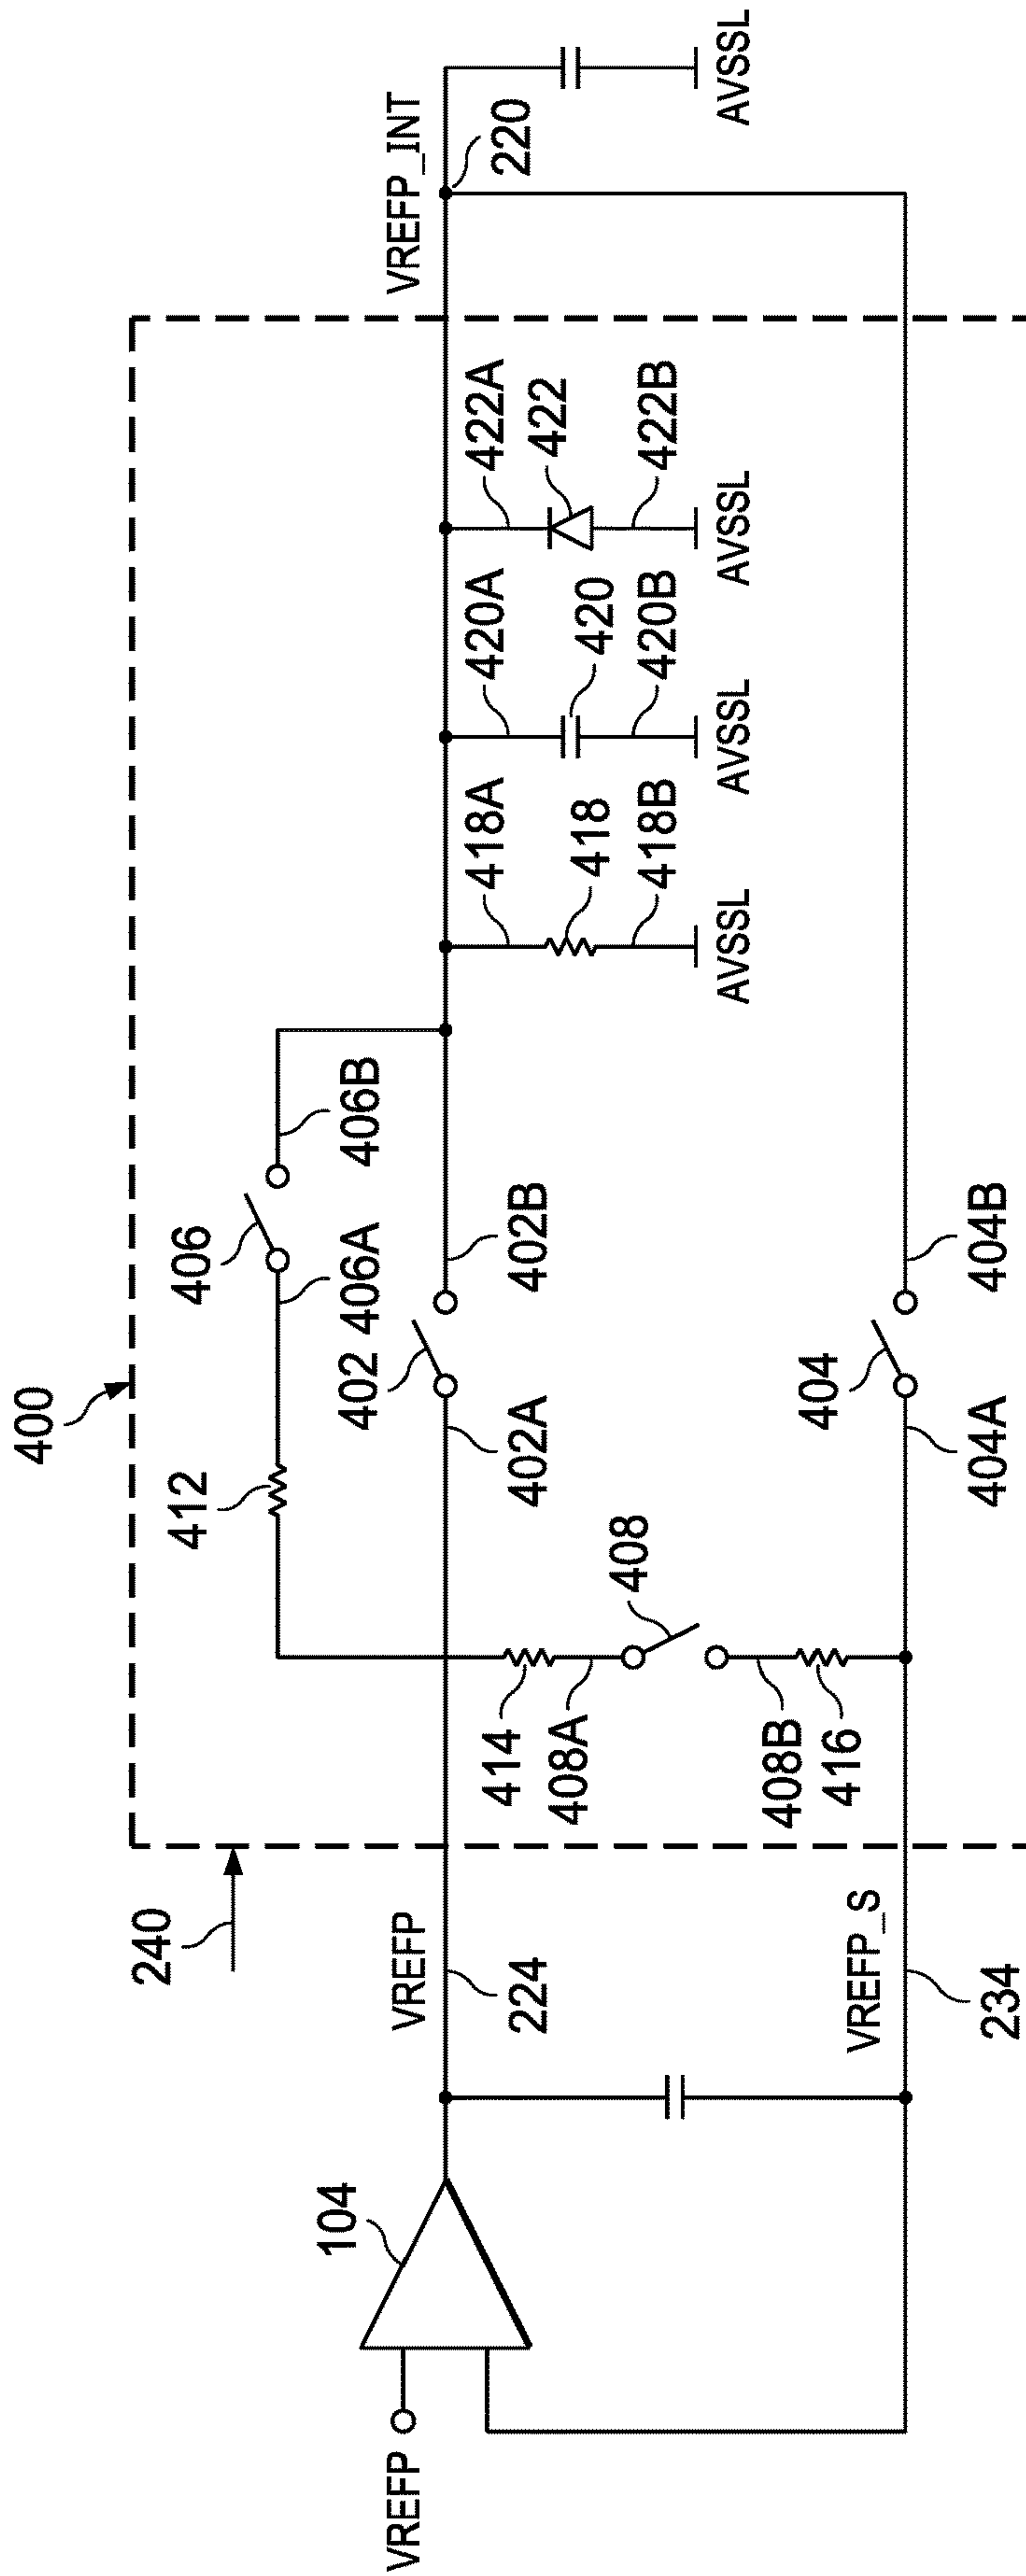 400
240
412
406
406A
406B
VREFP_INT
220
104
VREFP
VREFP
224
402
402A
402B
414
408A
408
408B
416
418A
418
418B
AVSSL
420A
420
420B
AVSSL
422A
422
422B
AVSSL
AVSSL
VREFP_S
234
404
404A
404B